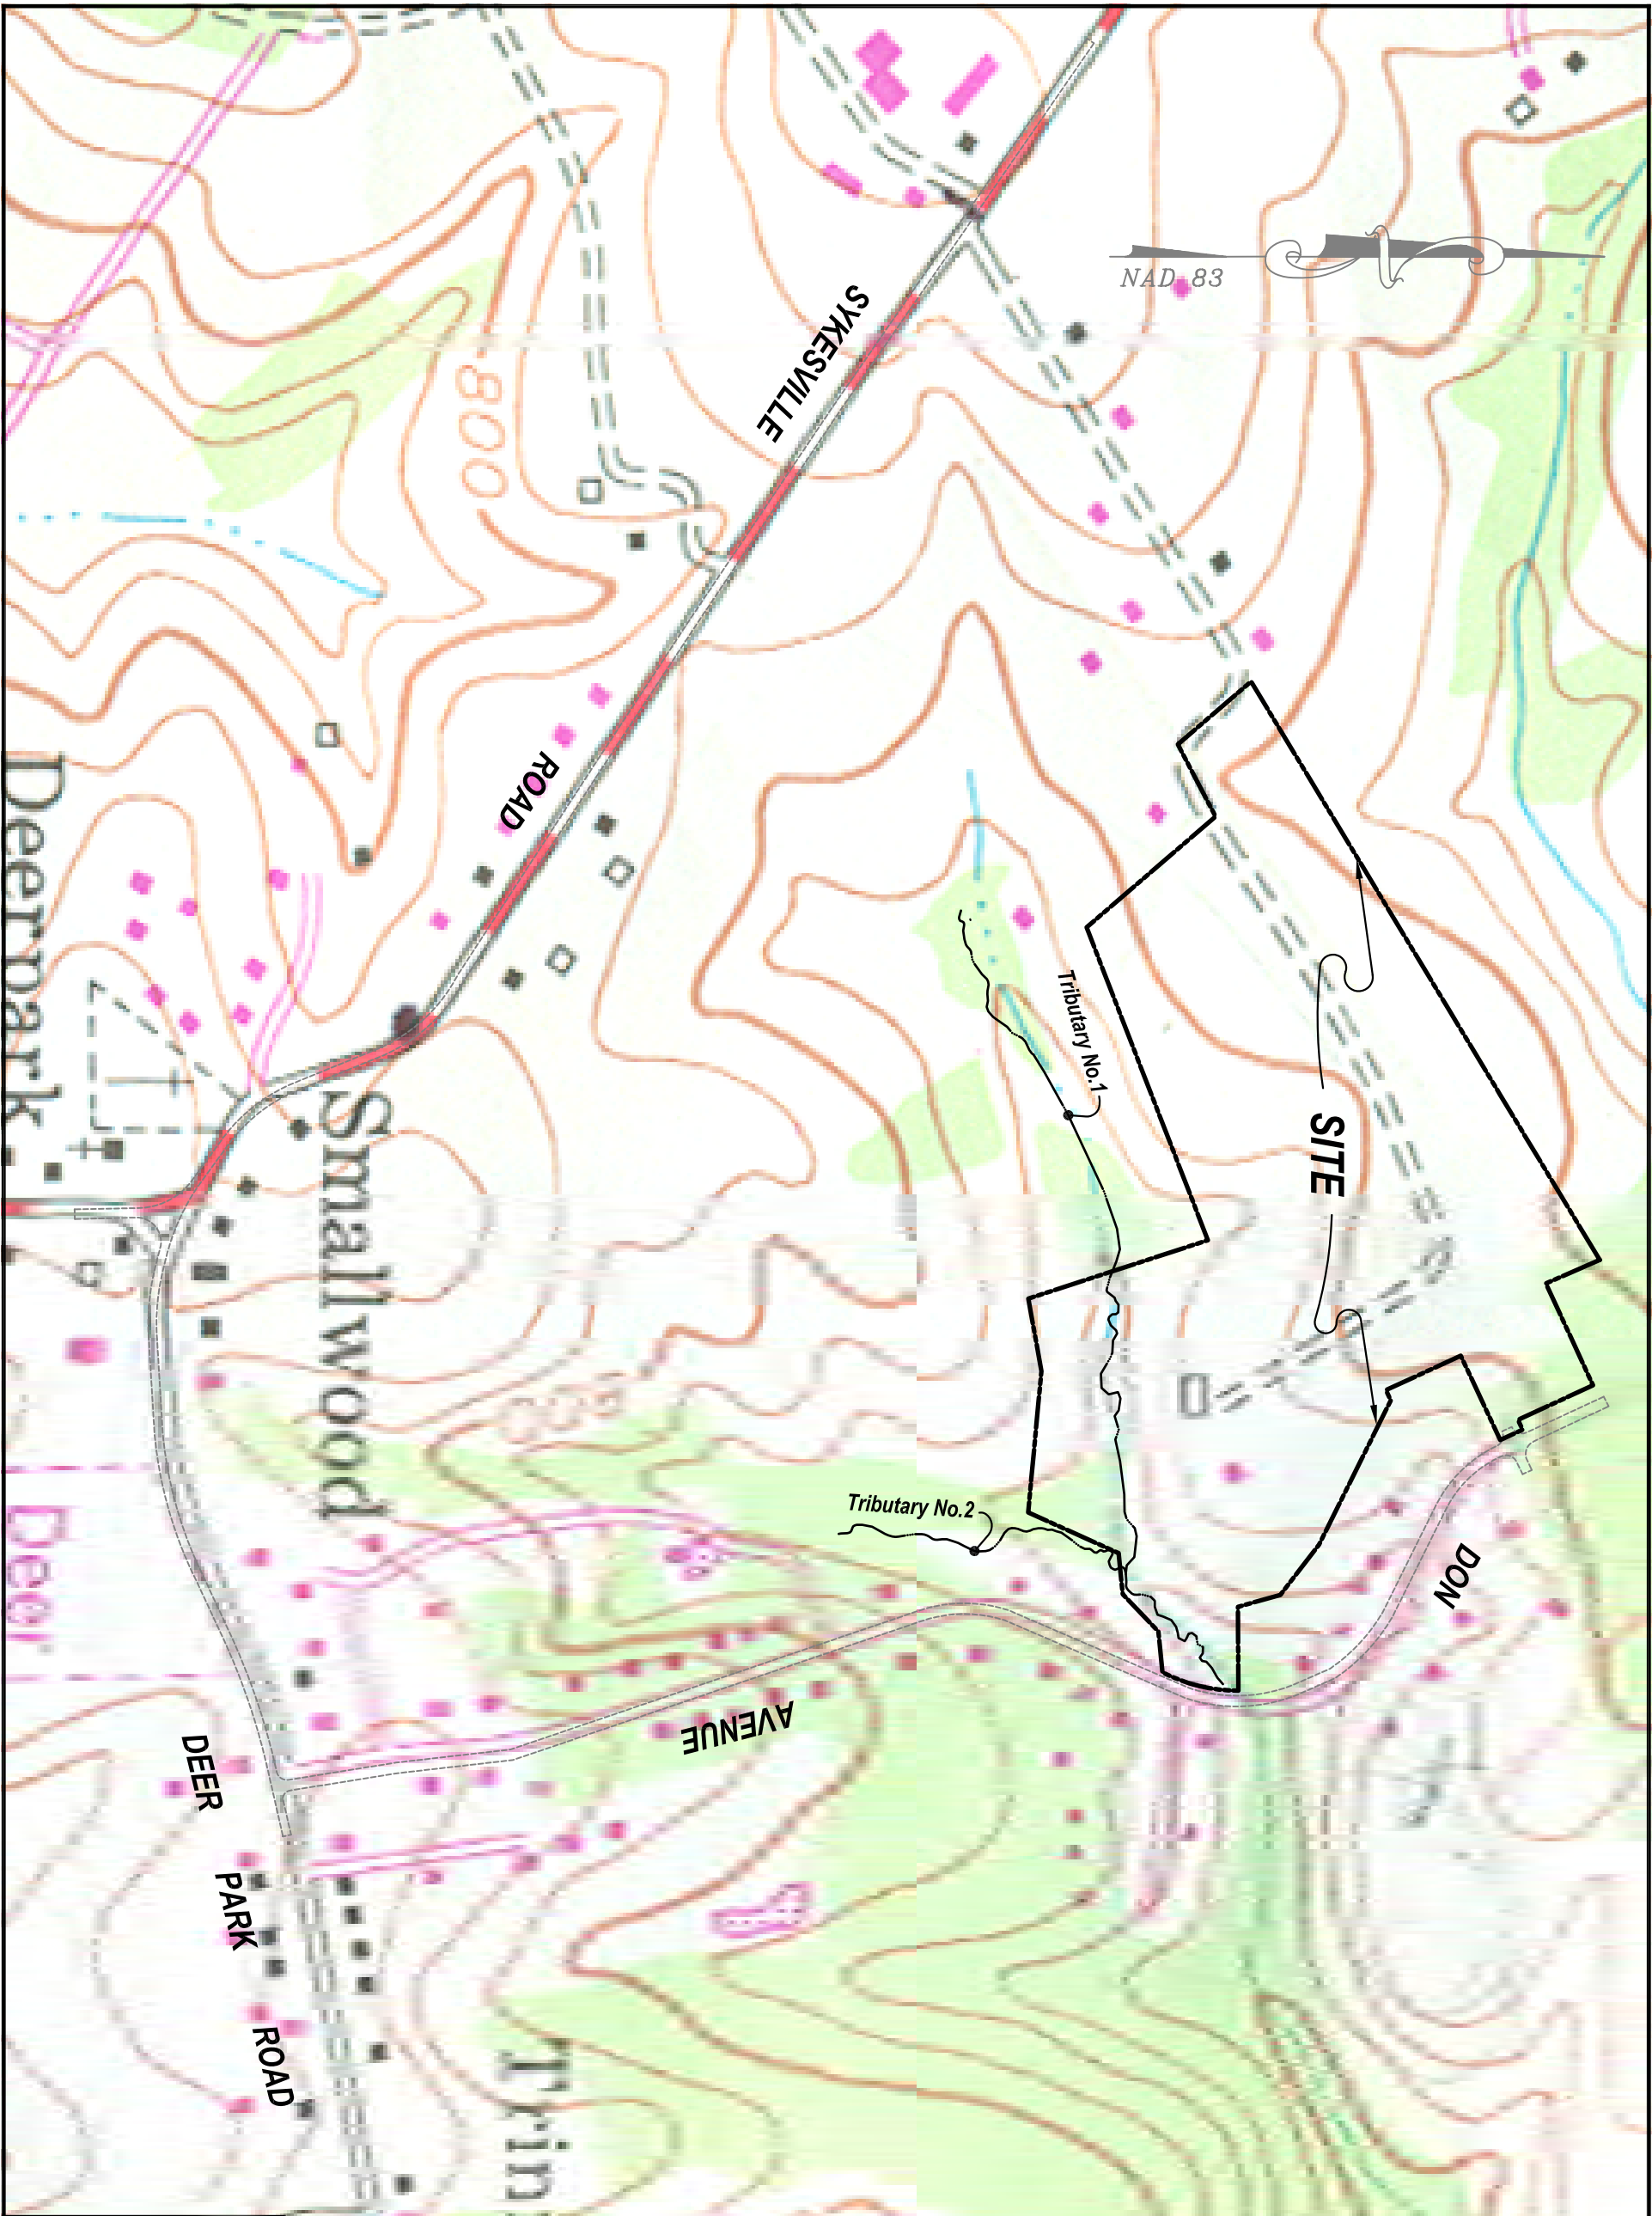 NAD 83
SYKESVILLE
ROAD
800
SITE
Tributary No.1
Tributary No.2
Smallwood
Deerpark
Deer
DON
AVENUE
DEER
PARK
ROAD
Trin